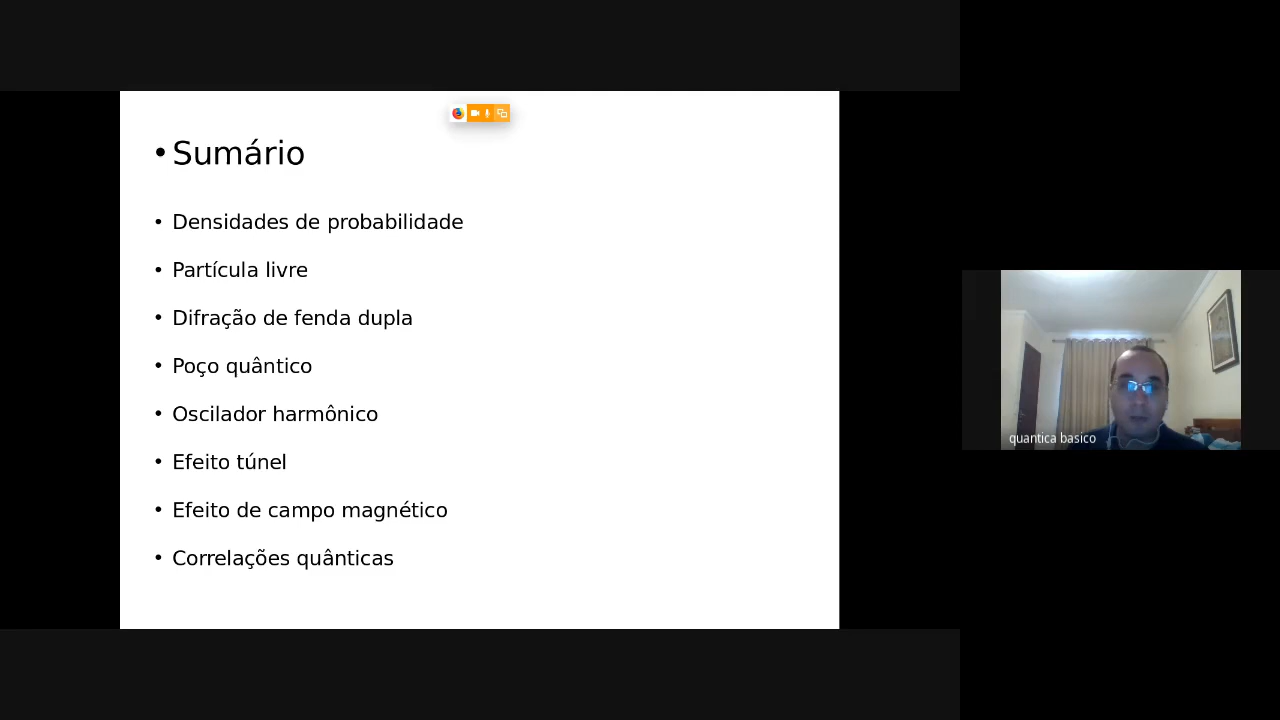 • Sumário
• Densidades de probabilidade
• Partícula livre
• Difração de fenda dupla
• Poço quântico
• Oscilador harmônico
• Efeito túnel
• Efeito de campo magnético
• Correlações quânticas
quantica basico